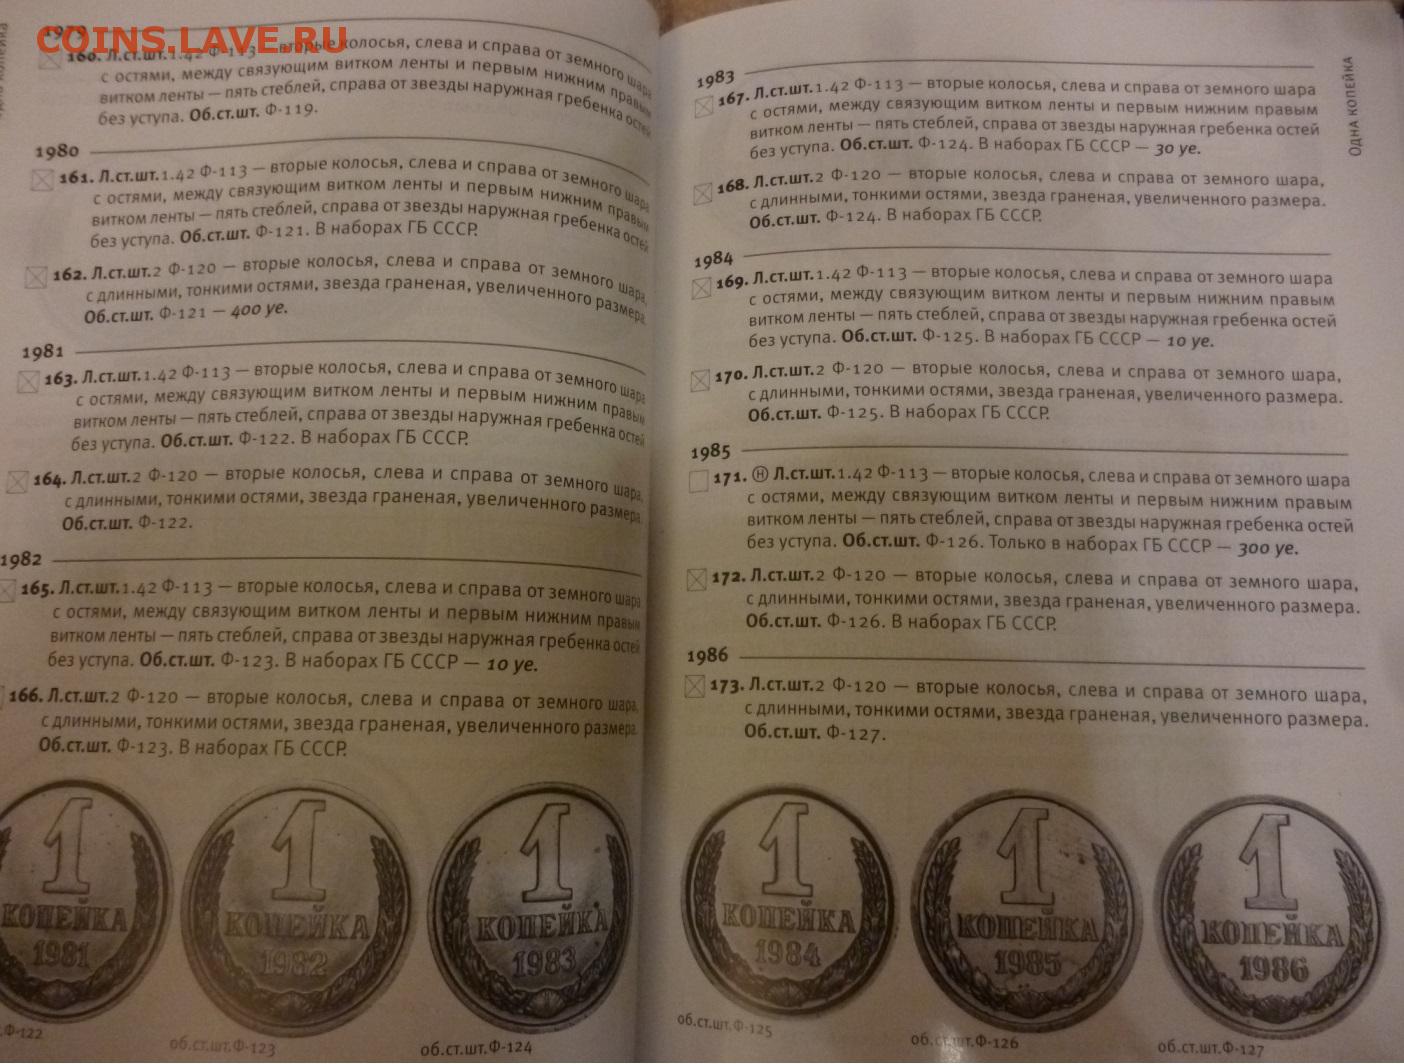 COINS.LAVE.RU
1979
160. Л.ст.шт.1.42 Ф-113 — вторые колосья, слева и справа от земного шара
с остями, между связующим витком ленты и первым нижним правым
витком ленты — пять стеблей, справа от звезды наружная гребенка остей
без уступа. Об.ст.шт. Ф-119.
1980
161. Л.ст.шт.1.42 Ф-113 — вторые колосья, слева и справа от земного шара
с остями, между связующим витком ленты и первым нижним правым
витком ленты — пять стеблей, справа от звезды наружная гребенка остей
без уступа. Об.ст.шт. Ф-121. В наборах ГБ СССР.
162. Л.ст.шт.2 Ф-120 — вторые колосья, слева и справа от земного шара,
с длинными, тонкими остями, звезда граненая, увеличенного размера.
Об.ст.шт. Ф-121 — 400 уе.
1981
163. Л.ст.шт.1.42 Ф-113 — вторые колосья, слева и справа от земного шара
с остями, между связующим витком ленты и первым нижним правым
витком ленты — пять стеблей, справа от звезды наружная гребенка остей
без уступа. Об.ст.шт. Ф-122. В наборах ГБ СССР.
164. Л.ст.шт.2 Ф-120 — вторые колосья, слева и справа от земного шара,
с длинными, тонкими остями, звезда граненая, увеличенного размера.
Об.ст.шт. Ф-122.
1982
165. Л.ст.шт.1.42 Ф-113 — вторые колосья, слева и справа от земного шара
с остями, между связующим витком ленты и первым нижним правым
витком ленты — пять стеблей, справа от звезды наружная гребенка остей
без уступа. Об.ст.шт. Ф-123. В наборах ГБ СССР — 10 уе.
166. Л.ст.шт.2 Ф-120 — вторые колосья, слева и справа от земного шара,
с длинными, тонкими остями, звезда граненая, увеличенного размера.
Об.ст.шт. Ф-123. В наборах ГБ СССР.
1
КОПЕЙКА
1981
1
КОПЕЙКА
1982
1
КОПЕЙКА
1983
Ф-122
об.ст.шт.Ф-123
об.ст.шт.Ф-124
ОДНА КОПЕЙКА
1983
167. Л.ст.шт.1.42 Ф-113 — вторые колосья, слева и справа от земного шара
с остями, между связующим витком ленты и первым нижним правым
витком ленты — пять стеблей, справа от звезды наружная гребенка остей
без уступа. Об.ст.шт. Ф-124. В наборах ГБ СССР — 30 уе.
168. Л.ст.шт.2 Ф-120 — вторые колосья, слева и справа от земного шара,
с длинными, тонкими остями, звезда граненая, увеличенного размера.
Об.ст.шт. Ф-124. В наборах ГБ СССР.
1984
169. Л.ст.шт.1.42 Ф-113 — вторые колосья, слева и справа от земного шара
с остями, между связующим витком ленты и первым нижним правым
витком ленты — пять стеблей, справа от звезды наружная гребенка остей
без уступа. Об.ст.шт. Ф-125. В наборах ГБ СССР — 10 уе.
170. Л.ст.шт.2 Ф-120 — вторые колосья, слева и справа от земного шара,
с длинными, тонкими остями, звезда граненая, увеличенного размера.
Об.ст.шт. Ф-125. В наборах ГБ СССР.
1985
171. Ⓗ Л.ст.шт.1.42 Ф-113 — вторые колосья, слева и справа от земного шара
с остями, между связующим витком ленты и первым нижним правым
витком ленты — пять стеблей, справа от звезды наружная гребенка остей
без уступа. Об.ст.шт. Ф-126. Только в наборах ГБ СССР — 300 уе.
172. Л.ст.шт.2 Ф-120 — вторые колосья, слева и справа от земного шара,
с длинными, тонкими остями, звезда граненая, увеличенного размера.
Об.ст.шт. Ф-126. В наборах ГБ СССР.
1986
173. Л.ст.шт.2 Ф-120 — вторые колосья, слева и справа от земного шара,
с длинными, тонкими остями, звезда граненая, увеличенного размера.
Об.ст.шт. Ф-127.
1
КОПЕЙКА
1984
1
КОПЕЙКА
1985
1
КОПЕЙКА
1986
об.ст.шт.Ф-125
об.ст.шт.Ф-126
об.ст.шт.Ф-127